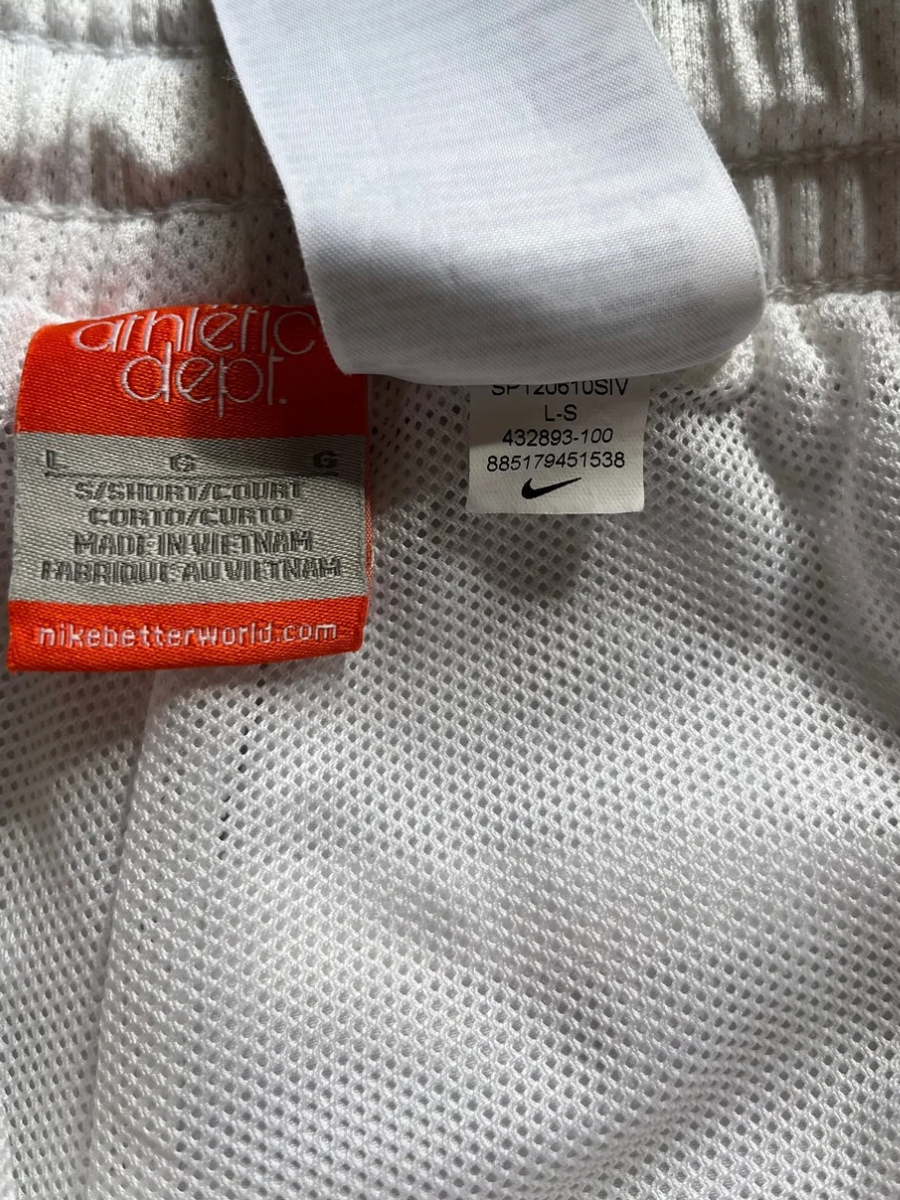 athletic
dept.
L G G
S/SHORT/COURT
CORTO/CURTO
MADE IN VIETNAM
FABRIQUE AU VIETNAM
nikebetterworld.com
SP120610SIV
L-S
432893-100
885179451538